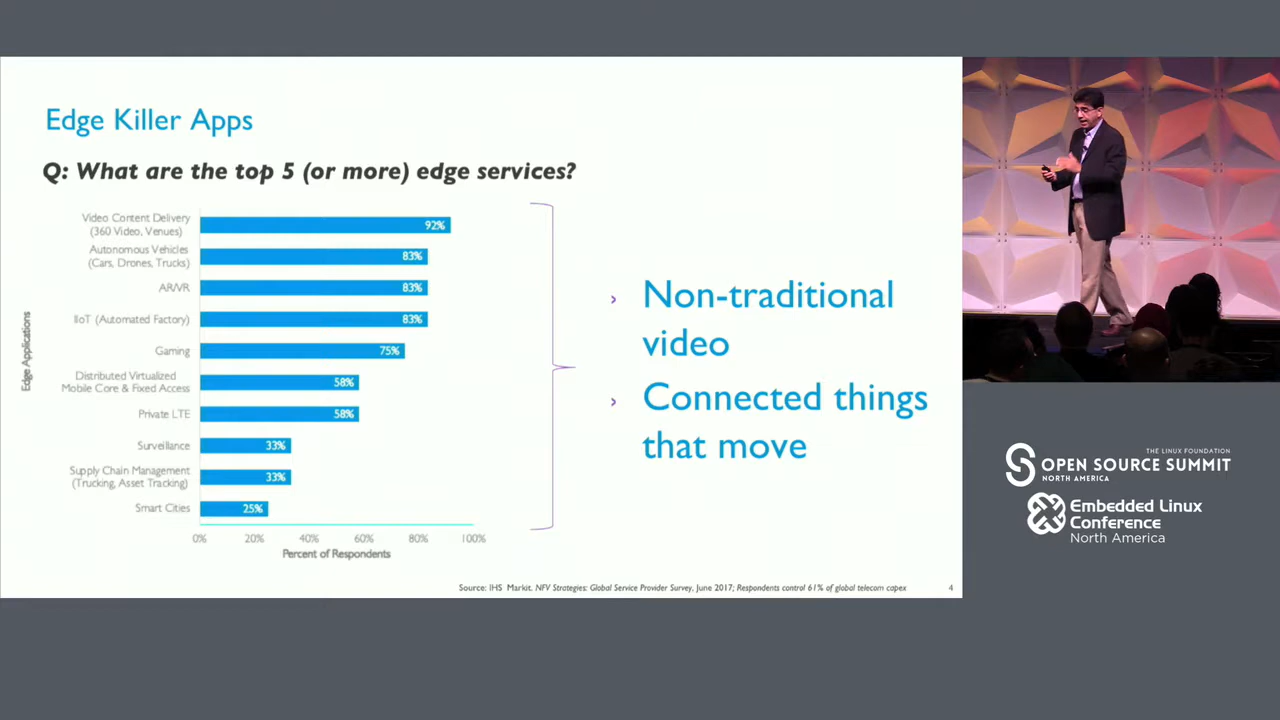 Edge Killer Apps
Q: What are the top 5 (or more) edge services?
Edge Applications
Video Content Delivery
(360 Video, Venues)
92%
Autonomous Vehicles
(Cars, Drones, Trucks)
83%
AR/VR
83%
IIoT (Automated Factory)
83%
Gaming
75%
Distributed Virtualized
Mobile Core & Fixed Access
58%
Private LTE
58%
Surveillance
33%
Supply Chain Management
(Trucking, Asset Tracking)
33%
Smart Cities
25%
0% 20% 40% 60% 80% 100%
Percent of Respondents
› Non-traditional
video
› Connected things
that move
Source: IHS Markit. NFV Strategies: Global Service Provider Survey, June 2017; Respondents control 61% of global telecom capex
4
THE LINUX FOUNDATION
OPEN SOURCE SUMMIT
NORTH AMERICA
Embedded Linux
Conference
North America